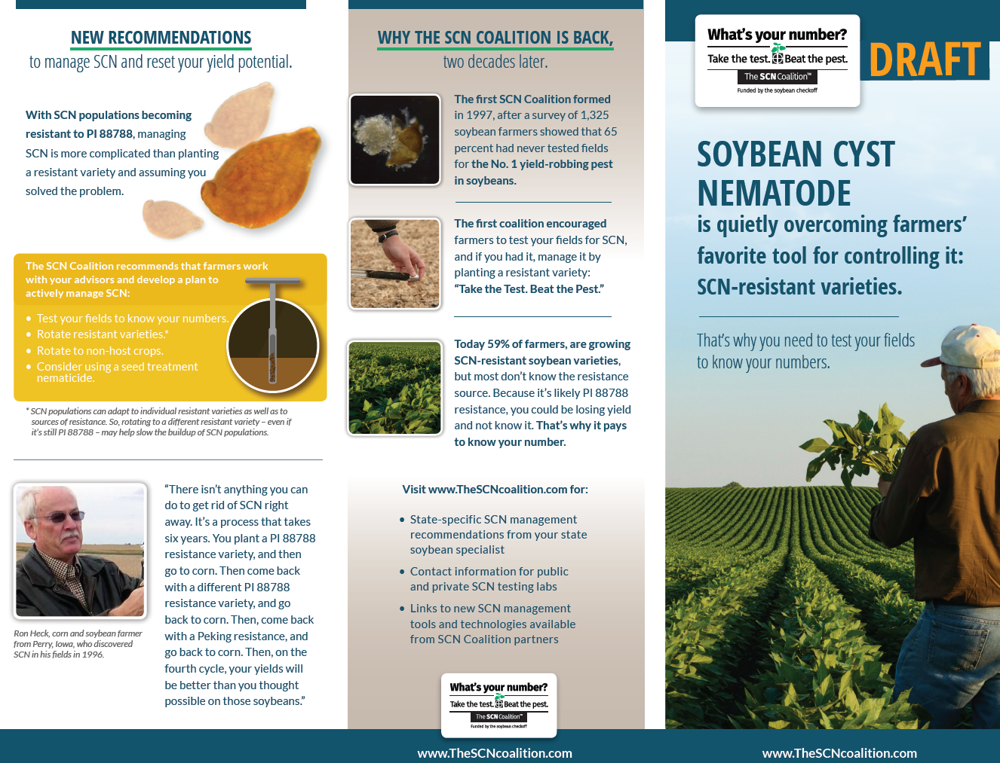 NEW RECOMMENDATIONS
to manage SCN and reset your yield potential.
With SCN populations becoming
resistant to PI 88788, managing
SCN is more complicated than planting
a resistant variety and assuming you
solved the problem.
The SCN Coalition recommends that farmers work
with your advisors and develop a plan to
actively manage SCN:
• Test your fields to know your numbers.
• Rotate resistant varieties.*
• Rotate to non-host crops.
• Consider using a seed treatment
nematicide.
* SCN populations can adapt to individual resistant varieties as well as to
sources of resistance. So, rotating to a different resistant variety – even if
it's still PI 88788 – may help slow the buildup of SCN populations.
Ron Heck, corn and soybean farmer
from Perry, Iowa, who discovered
SCN in his fields in 1996.
“There isn’t anything you can
do to get rid of SCN right
away. It’s a process that takes
six years. You plant a PI 88788
resistance variety, and then
go to corn. Then come back
with a different PI 88788
resistance variety, and go
back to corn. Then, come back
with a Peking resistance, and
go back to corn. Then, on the
fourth cycle, your yields will
be better than you thought
possible on those soybeans.”
WHY THE SCN COALITION IS BACK,
two decades later.
The first SCN Coalition formed
in 1997, after a survey of 1,325
soybean farmers showed that 65
percent had never tested fields
for the No. 1 yield-robbing pest
in soybeans.
The first coalition encouraged
farmers to test your fields for SCN,
and if you had it, manage it by
planting a resistant variety:
“Take the Test. Beat the Pest.”
Today 59% of farmers, are growing
SCN-resistant soybean varieties,
but most don’t know the resistance
source. Because it’s likely PI 88788
resistance, you could be losing yield
and not know it. That’s why it pays
to know your number.
Visit www.TheSCNcoalition.com for:
• State-specific SCN management
recommendations from your state
soybean specialist
• Contact information for public
and private SCN testing labs
• Links to new SCN management
tools and technologies available
from SCN Coalition partners
What’s your number?
Take the test. Beat the pest.
The SCN Coalition™
Funded by the soybean checkoff
www.TheSCNcoalition.com
What’s your number?
Take the test. Beat the pest.
The SCN Coalition™
Funded by the soybean checkoff
DRAFT
SOYBEAN CYST
NEMATODE
is quietly overcoming farmers’
favorite tool for controlling it:
SCN-resistant varieties.
That’s why you need to test your fields
to know your numbers.
www.TheSCNcoalition.com